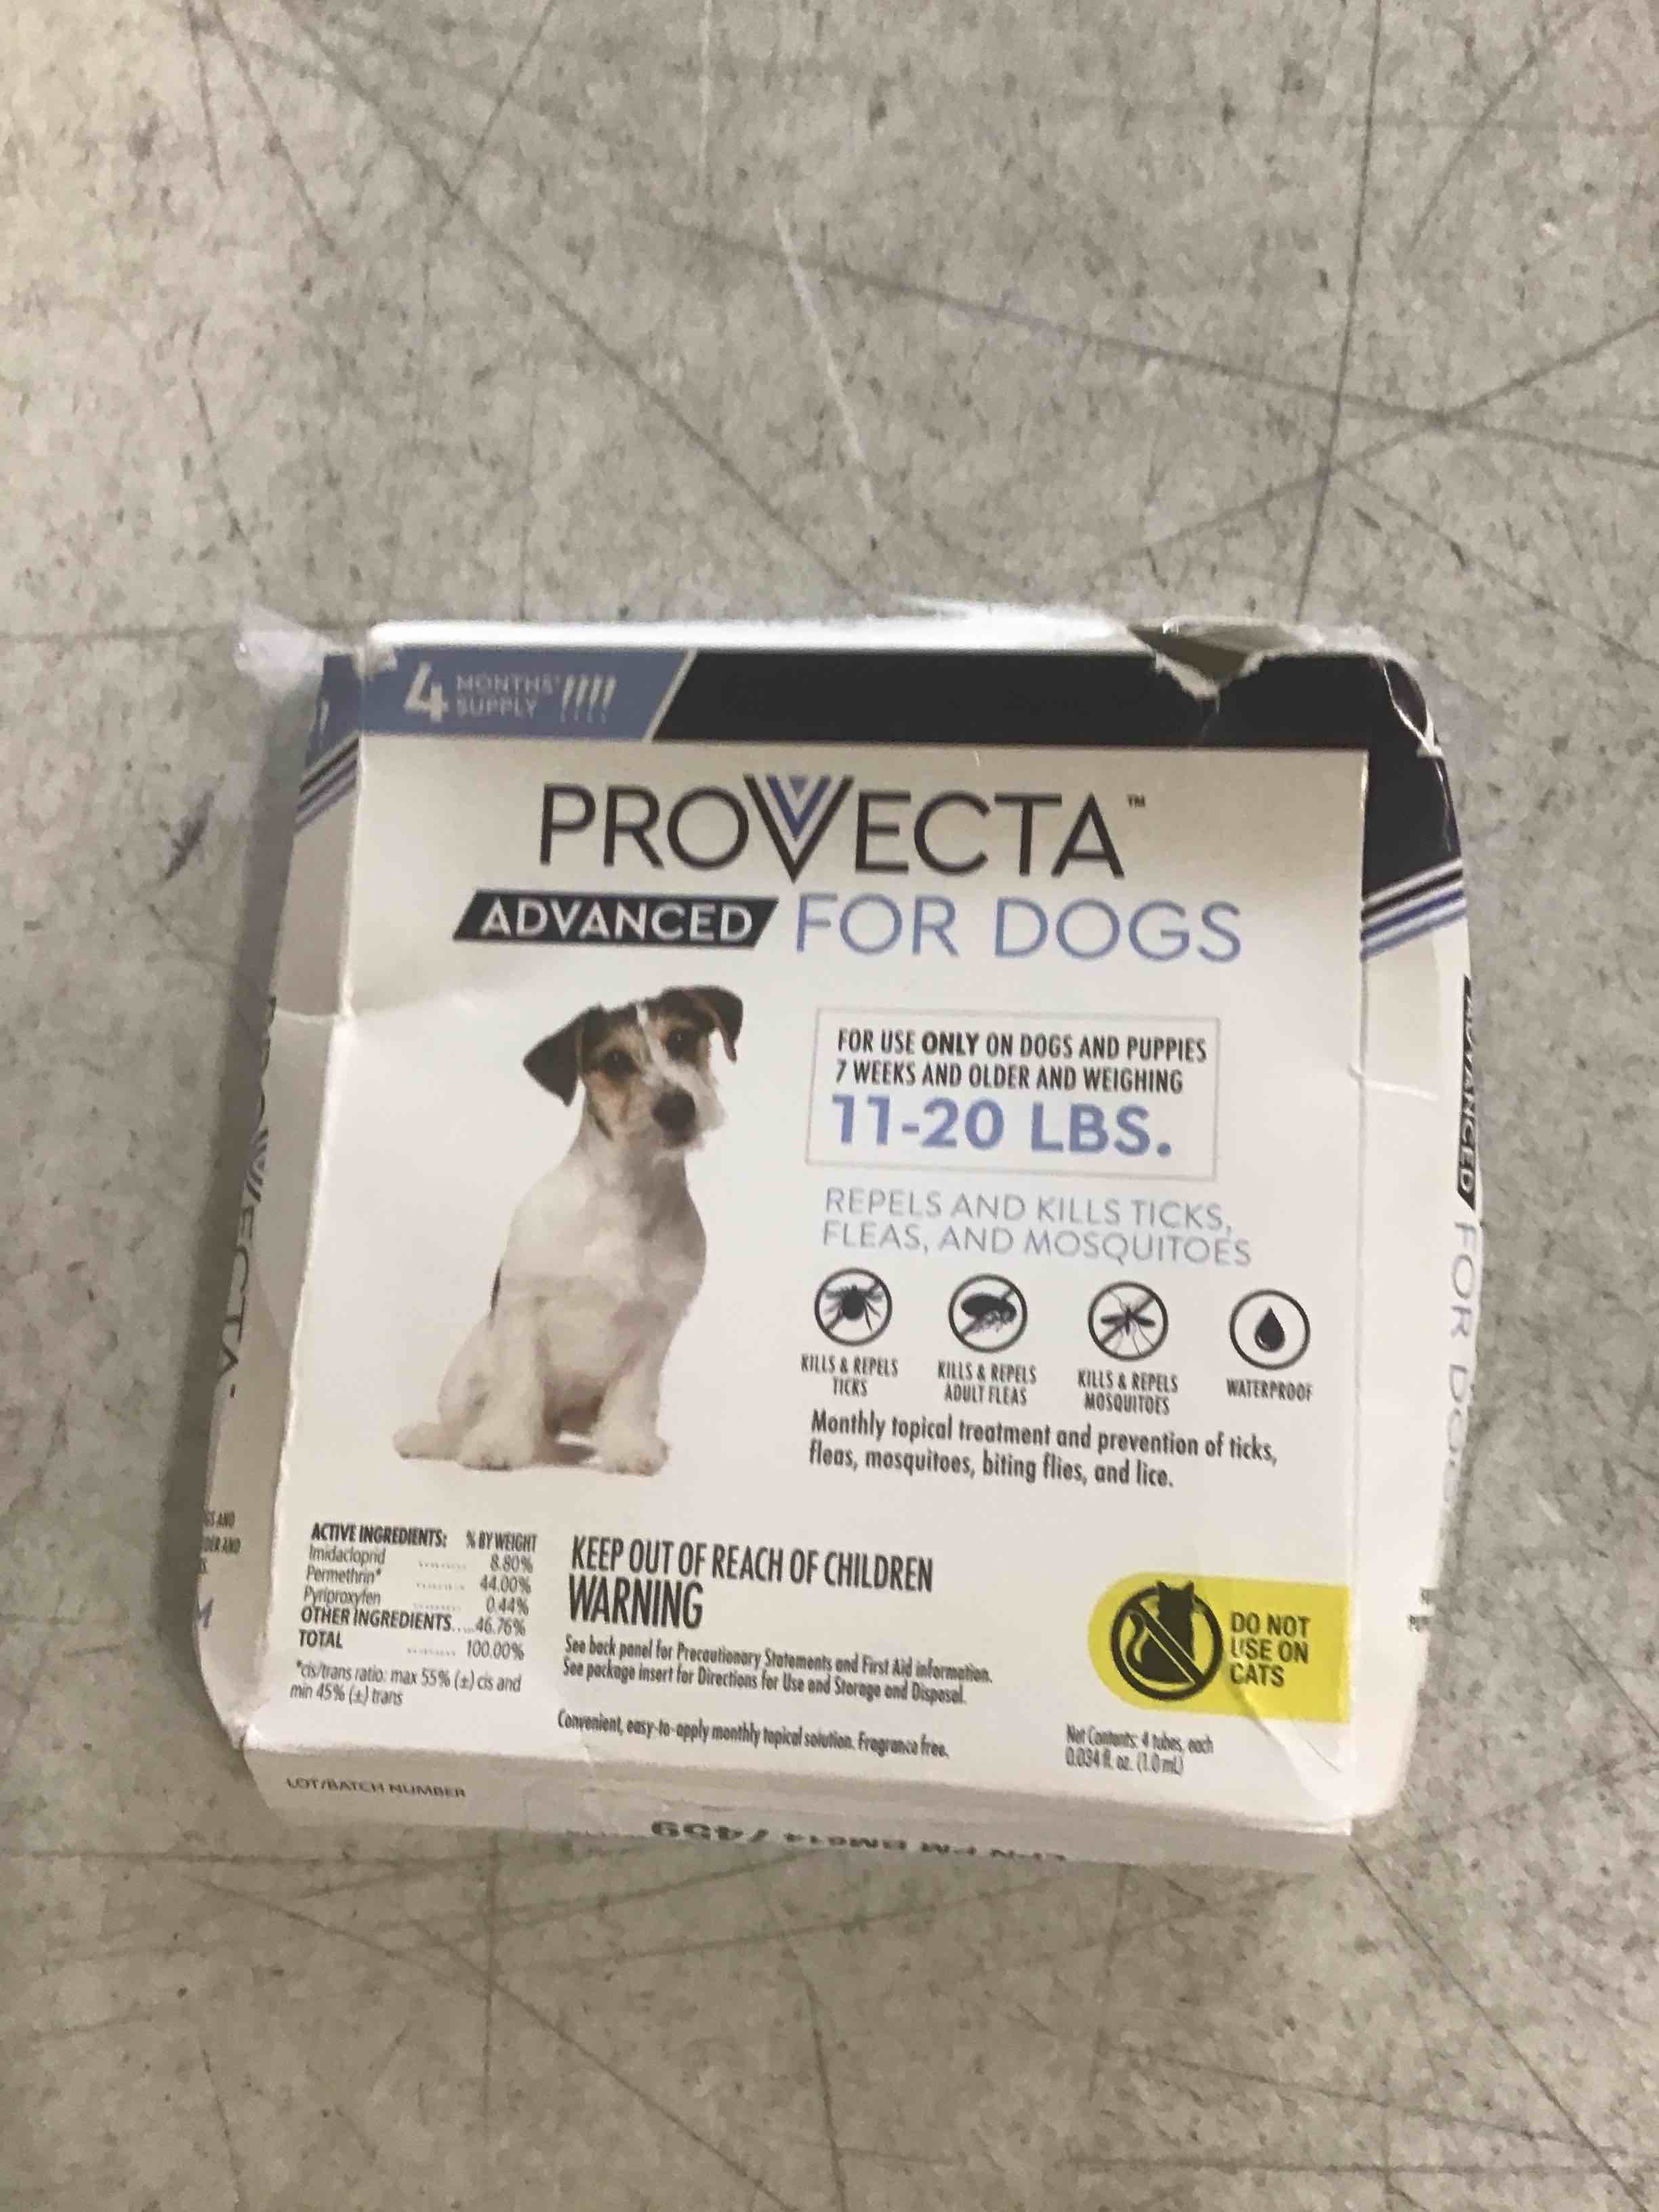 4 MONTHS'
SUPPLY
PROVECTA™
ADVANCED FOR DOGS
FOR USE ONLY ON DOGS AND PUPPIES
7 WEEKS AND OLDER AND WEIGHING
11-20 LBS.
REPELS AND KILLS TICKS,
FLEAS, AND MOSQUITOES
KILLS & REPELS
TICKS
KILLS & REPELS
ADULT FLEAS
KILLS & REPELS
MOSQUITOES
WATERPROOF
Monthly topical treatment and prevention of ticks,
fleas, mosquitoes, biting flies, and lice.
ACTIVE INGREDIENTS: % BY WEIGHT
Imidacloprid ......... 8.80%
Permethrin* ......... 44.00%
Pyriproxyfen ......... 0.44%
OTHER INGREDIENTS.....46.76%
TOTAL ......... 100.00%
*cis/trans ratio: max 55% (±) cis and
min 45% (±) trans
KEEP OUT OF REACH OF CHILDREN
WARNING
See back panel for Precautionary Statements and First Aid information.
See package insert for Directions for Use and Storage and Disposal.
Convenient, easy-to-apply monthly topical solution. Fragrance free.
DO NOT
USE ON
CATS
Net Contents: 4 tubes, each
0.034 fl. oz. (1.0 mL)
LOT/BATCH NUMBER
PROVECTA
ADVANCED FOR DOGS